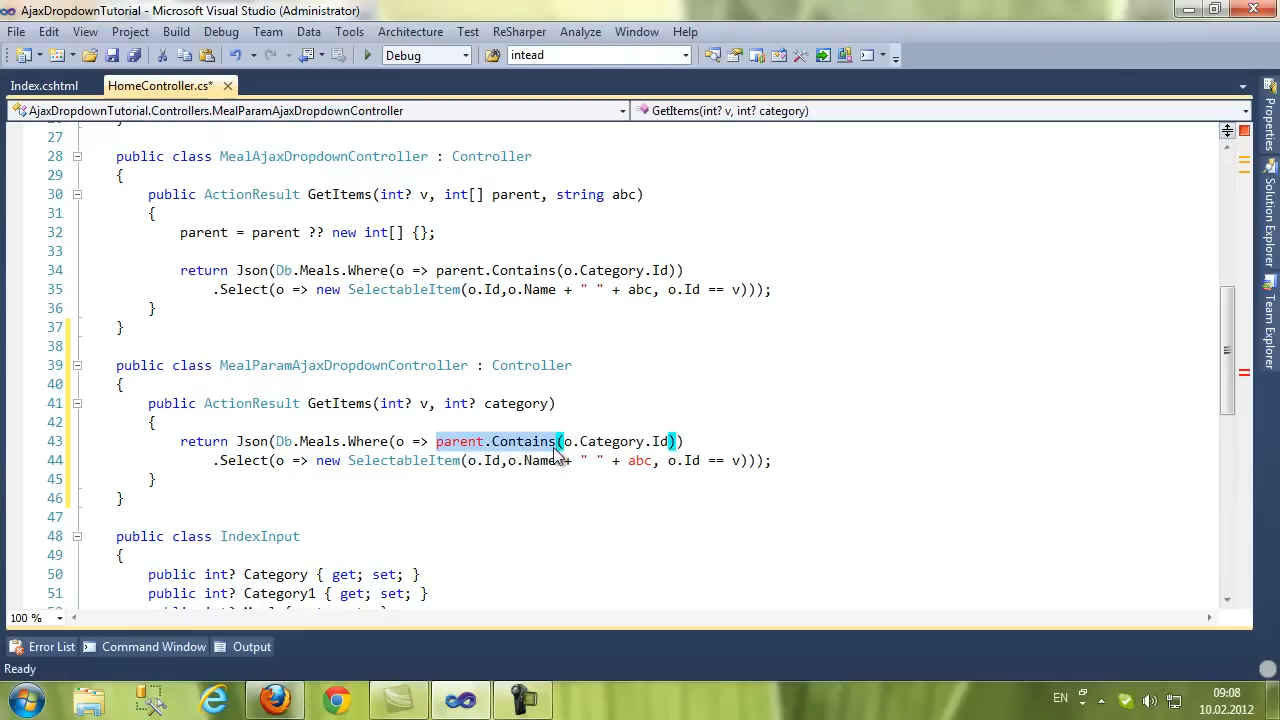 AjaxDropdownTutorial - Microsoft Visual Studio (Administrator)
File Edit View Project Build Debug Team Data Tools Architecture Test ReSharper Analyze Window Help
Debug intead
Index.cshtml HomeController.cs*
AjaxDropdownTutorial.Controllers.MealParamAjaxDropdownController GetItems(int? v, int? category)
27
28 public class MealAjaxDropdownController : Controller
29 {
30 public ActionResult GetItems(int? v, int[] parent, string abc)
31 {
32 parent = parent ?? new int[] {};
33
34 return Json(Db.Meals.Where(o => parent.Contains(o.Category.Id))
35 .Select(o => new SelectableItem(o.Id,o.Name + " " + abc, o.Id == v)));
36 }
37 }
38
39 public class MealParamAjaxDropdownController : Controller
40 {
41 public ActionResult GetItems(int? v, int? category)
42 {
43 return Json(Db.Meals.Where(o => parent.Contains(o.Category.Id))
44 .Select(o => new SelectableItem(o.Id,o.Name + " " + abc, o.Id == v)));
45 }
46 }
47
48 public class IndexInput
49 {
50 public int? Category { get; set; }
51 public int? Category1 { get; set; }
100 %
Properties
Solution Explorer
Team Explorer
Error List Command Window Output
Ready
EN 09:08
10.02.2012